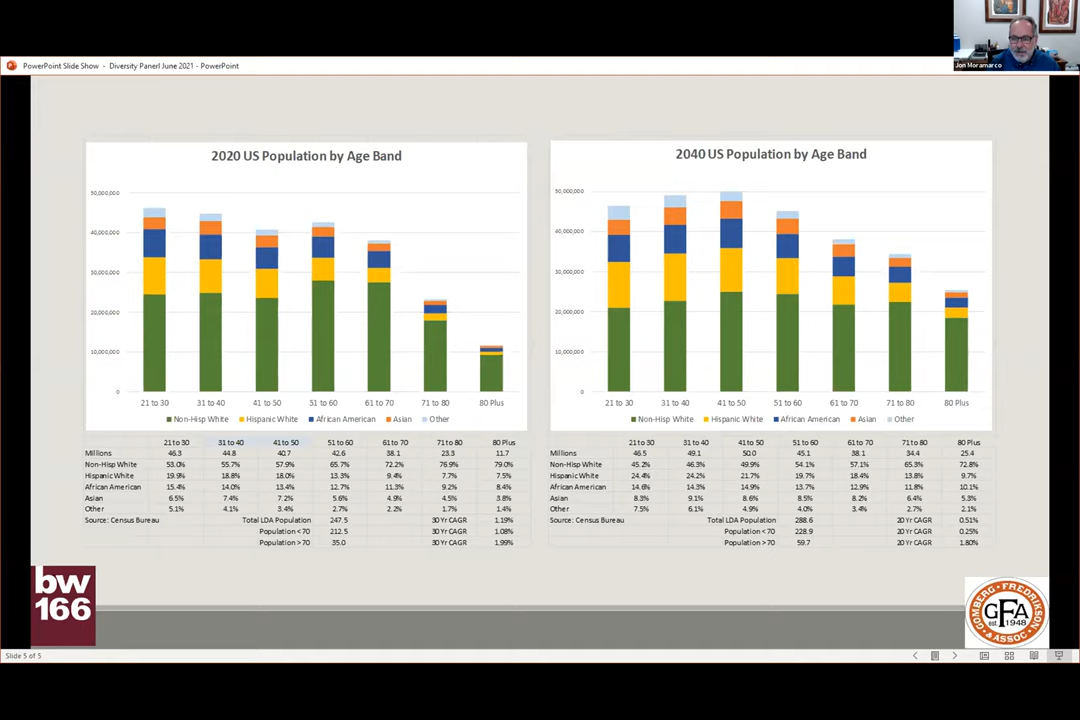 Jon Moramarco
PowerPoint Slide Show - Diversity Panerl June 2021 - PowerPoint
2020 US Population by Age Band
50,000,000
40,000,000
30,000,000
20,000,000
10,000,000
0
21 to 30 31 to 40 41 to 50 51 to 60 61 to 70 71 to 80 80 Plus
Non-Hisp White Hispanic White African American Asian Other
21 to 30 31 to 40 41 to 50 51 to 60 61 to 70 71 to 80 80 Plus
Millions 46.3 44.8 40.7 42.6 38.1 23.3 11.7
Non-Hisp White 53.0% 55.7% 57.9% 65.7% 72.2% 76.9% 79.0%
Hispanic White 19.9% 18.8% 18.0% 13.3% 9.4% 7.7% 7.5%
African American 15.4% 14.0% 13.4% 12.7% 11.3% 9.2% 8.4%
Asian 6.5% 7.4% 7.2% 5.6% 4.9% 4.5% 3.8%
Other 5.1% 4.1% 3.4% 2.7% 2.2% 1.7% 1.4%
Source: Census Bureau Total LDA Population 247.5 30 Yr CAGR 1.19%
Population < 70 212.5 30 Yr CAGR 1.08%
Population > 70 35.0 30 Yr CAGR 1.99%
2040 US Population by Age Band
50,000,000
40,000,000
30,000,000
20,000,000
10,000,000
0
21 to 30 31 to 40 41 to 50 51 to 60 61 to 70 71 to 80 80 Plus
Non-Hisp White Hispanic White African American Asian Other
21 to 30 31 to 40 41 to 50 51 to 60 61 to 70 71 to 80 80 Plus
Millions 46.5 49.1 50.0 45.1 38.1 34.4 25.4
Non-Hisp White 45.2% 46.3% 49.9% 54.1% 57.1% 65.3% 72.8%
Hispanic White 24.4% 24.2% 21.7% 19.7% 18.4% 13.8% 9.7%
African American 14.6% 14.3% 14.9% 13.7% 12.9% 11.8% 10.1%
Asian 8.3% 9.1% 8.6% 8.5% 8.2% 6.4% 5.3%
Other 7.5% 6.1% 4.9% 4.0% 3.4% 2.7% 2.1%
Source: Census Bureau Total LDA Population 288.6 20 Yr CAGR 0.51%
Population < 70 228.9 20 Yr CAGR 0.25%
Population > 70 59.7 20 Yr CAGR 1.80%
bw
166
GOMBERG - FREDRIKSON
GFA
est. 1948
& ASSOC
Slide 5 of 5